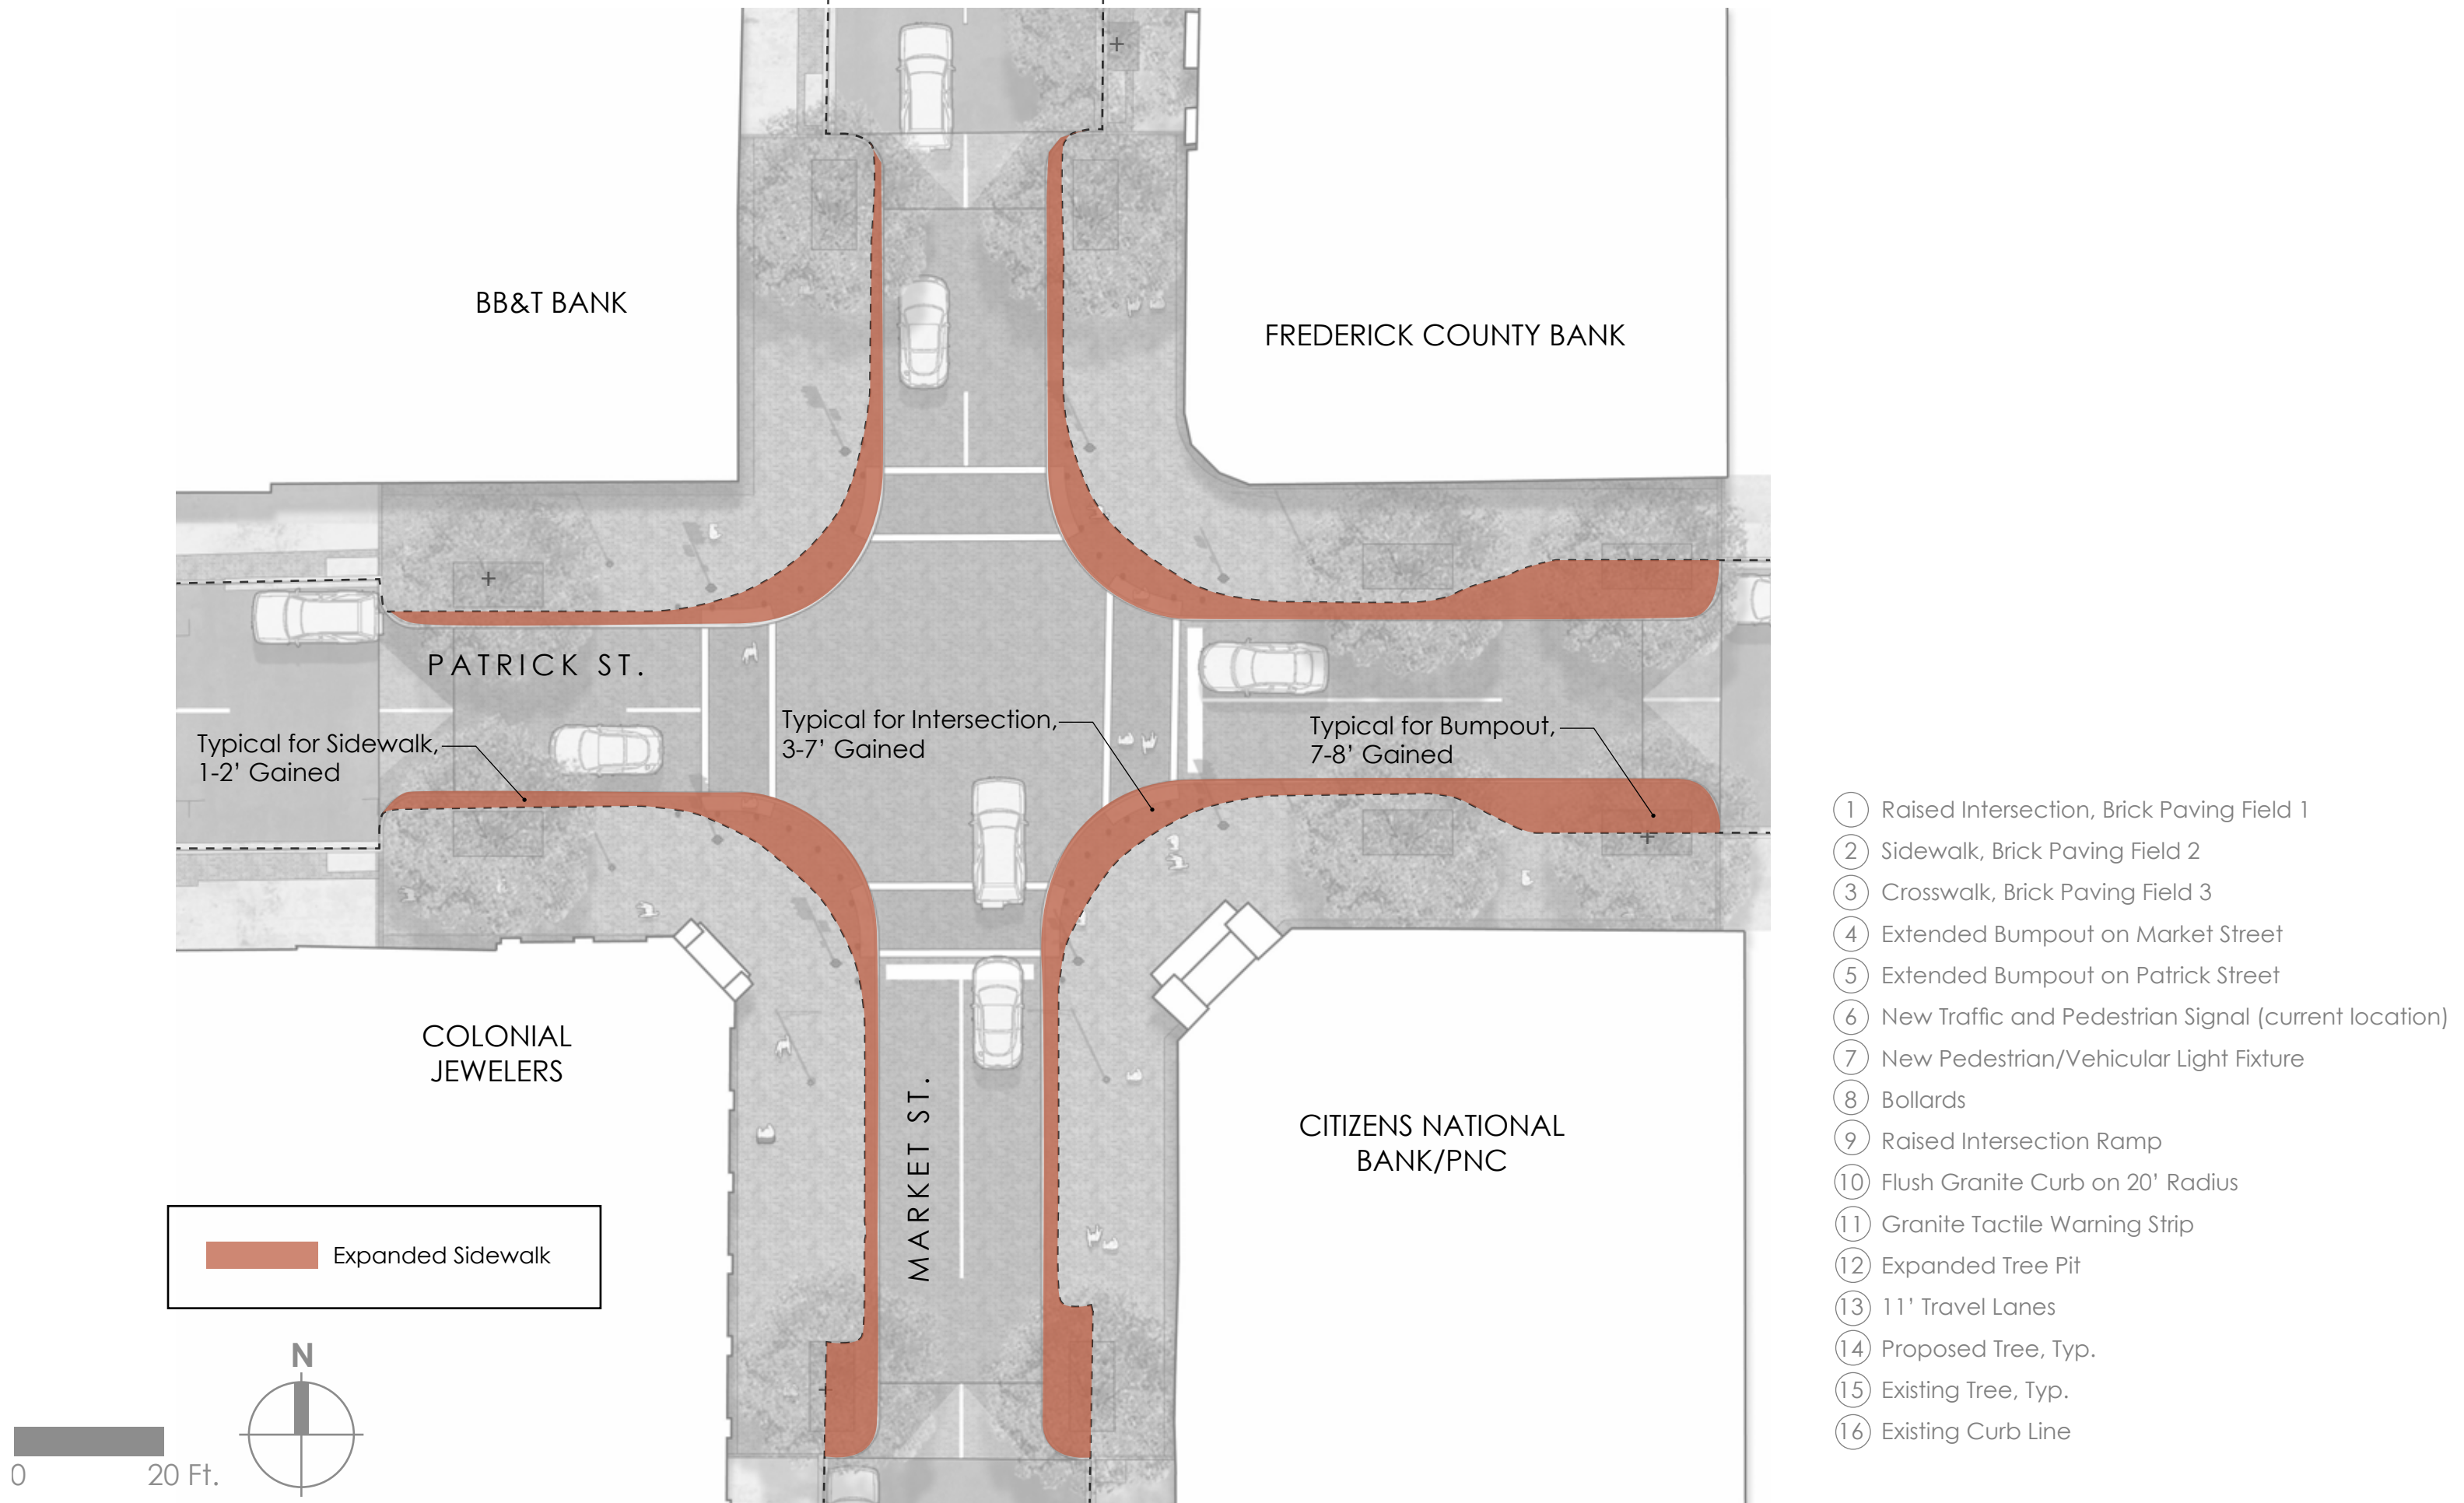 BB&T BANK
FREDERICK COUNTY BANK
PATRICK ST.
Typical for Sidewalk,
1-2’ Gained
Typical for Intersection,
3-7’ Gained
Typical for Bumpout,
7-8’ Gained
COLONIAL
JEWELERS
MARKET ST.
CITIZENS NATIONAL
BANK/PNC
Expanded Sidewalk
N
0 20 Ft.
1 Raised Intersection, Brick Paving Field 1
2 Sidewalk, Brick Paving Field 2
3 Crosswalk, Brick Paving Field 3
4 Extended Bumpout on Market Street
5 Extended Bumpout on Patrick Street
6 New Traffic and Pedestrian Signal (current location)
7 New Pedestrian/Vehicular Light Fixture
8 Bollards
9 Raised Intersection Ramp
10 Flush Granite Curb on 20’ Radius
11 Granite Tactile Warning Strip
12 Expanded Tree Pit
13 11’ Travel Lanes
14 Proposed Tree, Typ.
15 Existing Tree, Typ.
16 Existing Curb Line